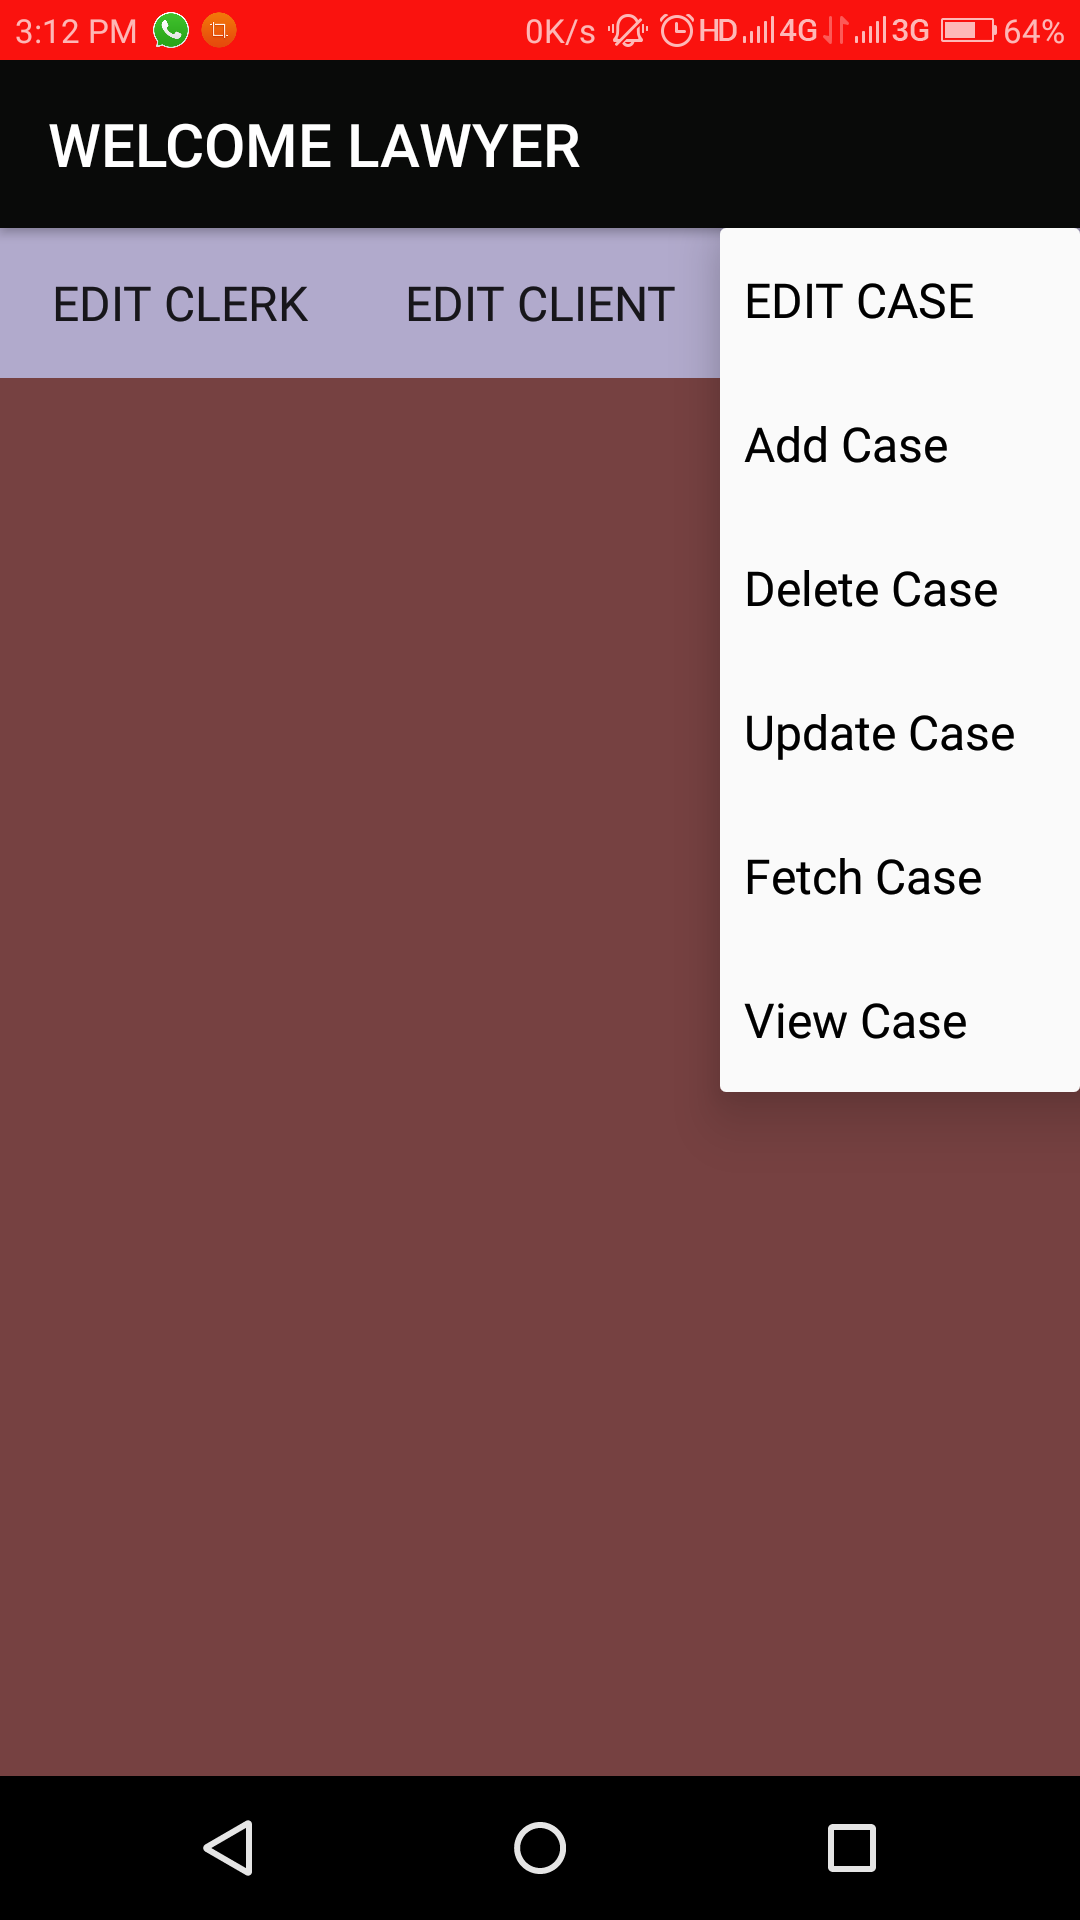 3:12 PM 0K/s HD 4G 3G 64%
WELCOME LAWYER
EDIT CLERK EDIT CLIENT EDIT CASE
Add Case
Delete Case
Update Case
Fetch Case
View Case